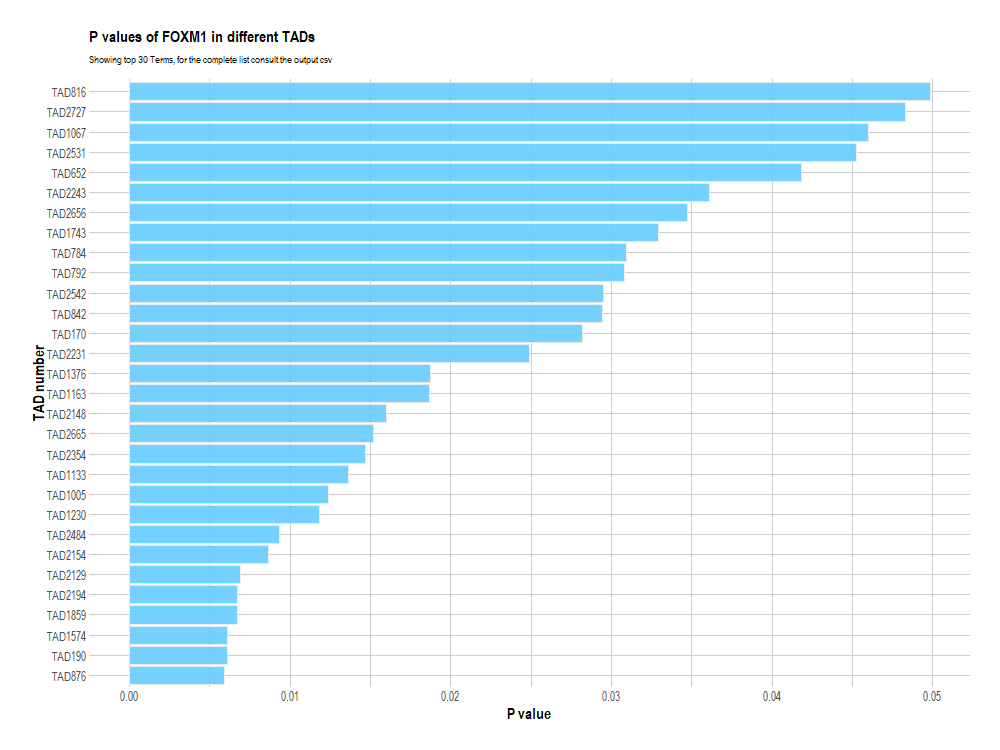 P values of FOXM1 in different TADs
Showing top 30 Terms, for the complete list consult the output csv
TAD816
TAD2727
TAD1067
TAD2531
TAD652
TAD2243
TAD2656
TAD1743
TAD784
TAD792
TAD2542
TAD842
TAD170
TAD2231
TAD1376
TAD1163
TAD2148
TAD2665
TAD2354
TAD1133
TAD1005
TAD1230
TAD2484
TAD2154
TAD2129
TAD2194
TAD1859
TAD1574
TAD190
TAD876
TAD number
0.00 0.01 0.02 0.03 0.04 0.05
P value